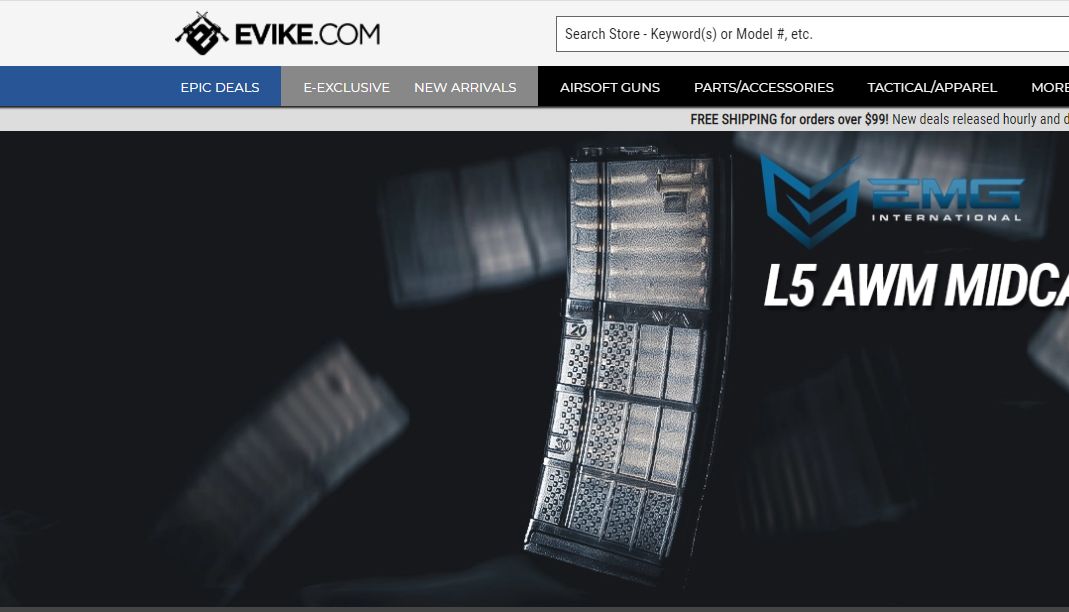 EVIKE.COM
Search Store - Keyword(s) or Model #, etc.
EPIC DEALS
E-EXCLUSIVE
NEW ARRIVALS
AIRSOFT GUNS
PARTS/ACCESSORIES
TACTICAL/APPAREL
MORE
FREE SHIPPING for orders over $99! New deals released hourly and d
EMG
INTERNATIONAL
L5 AWM MIDCA
20
30